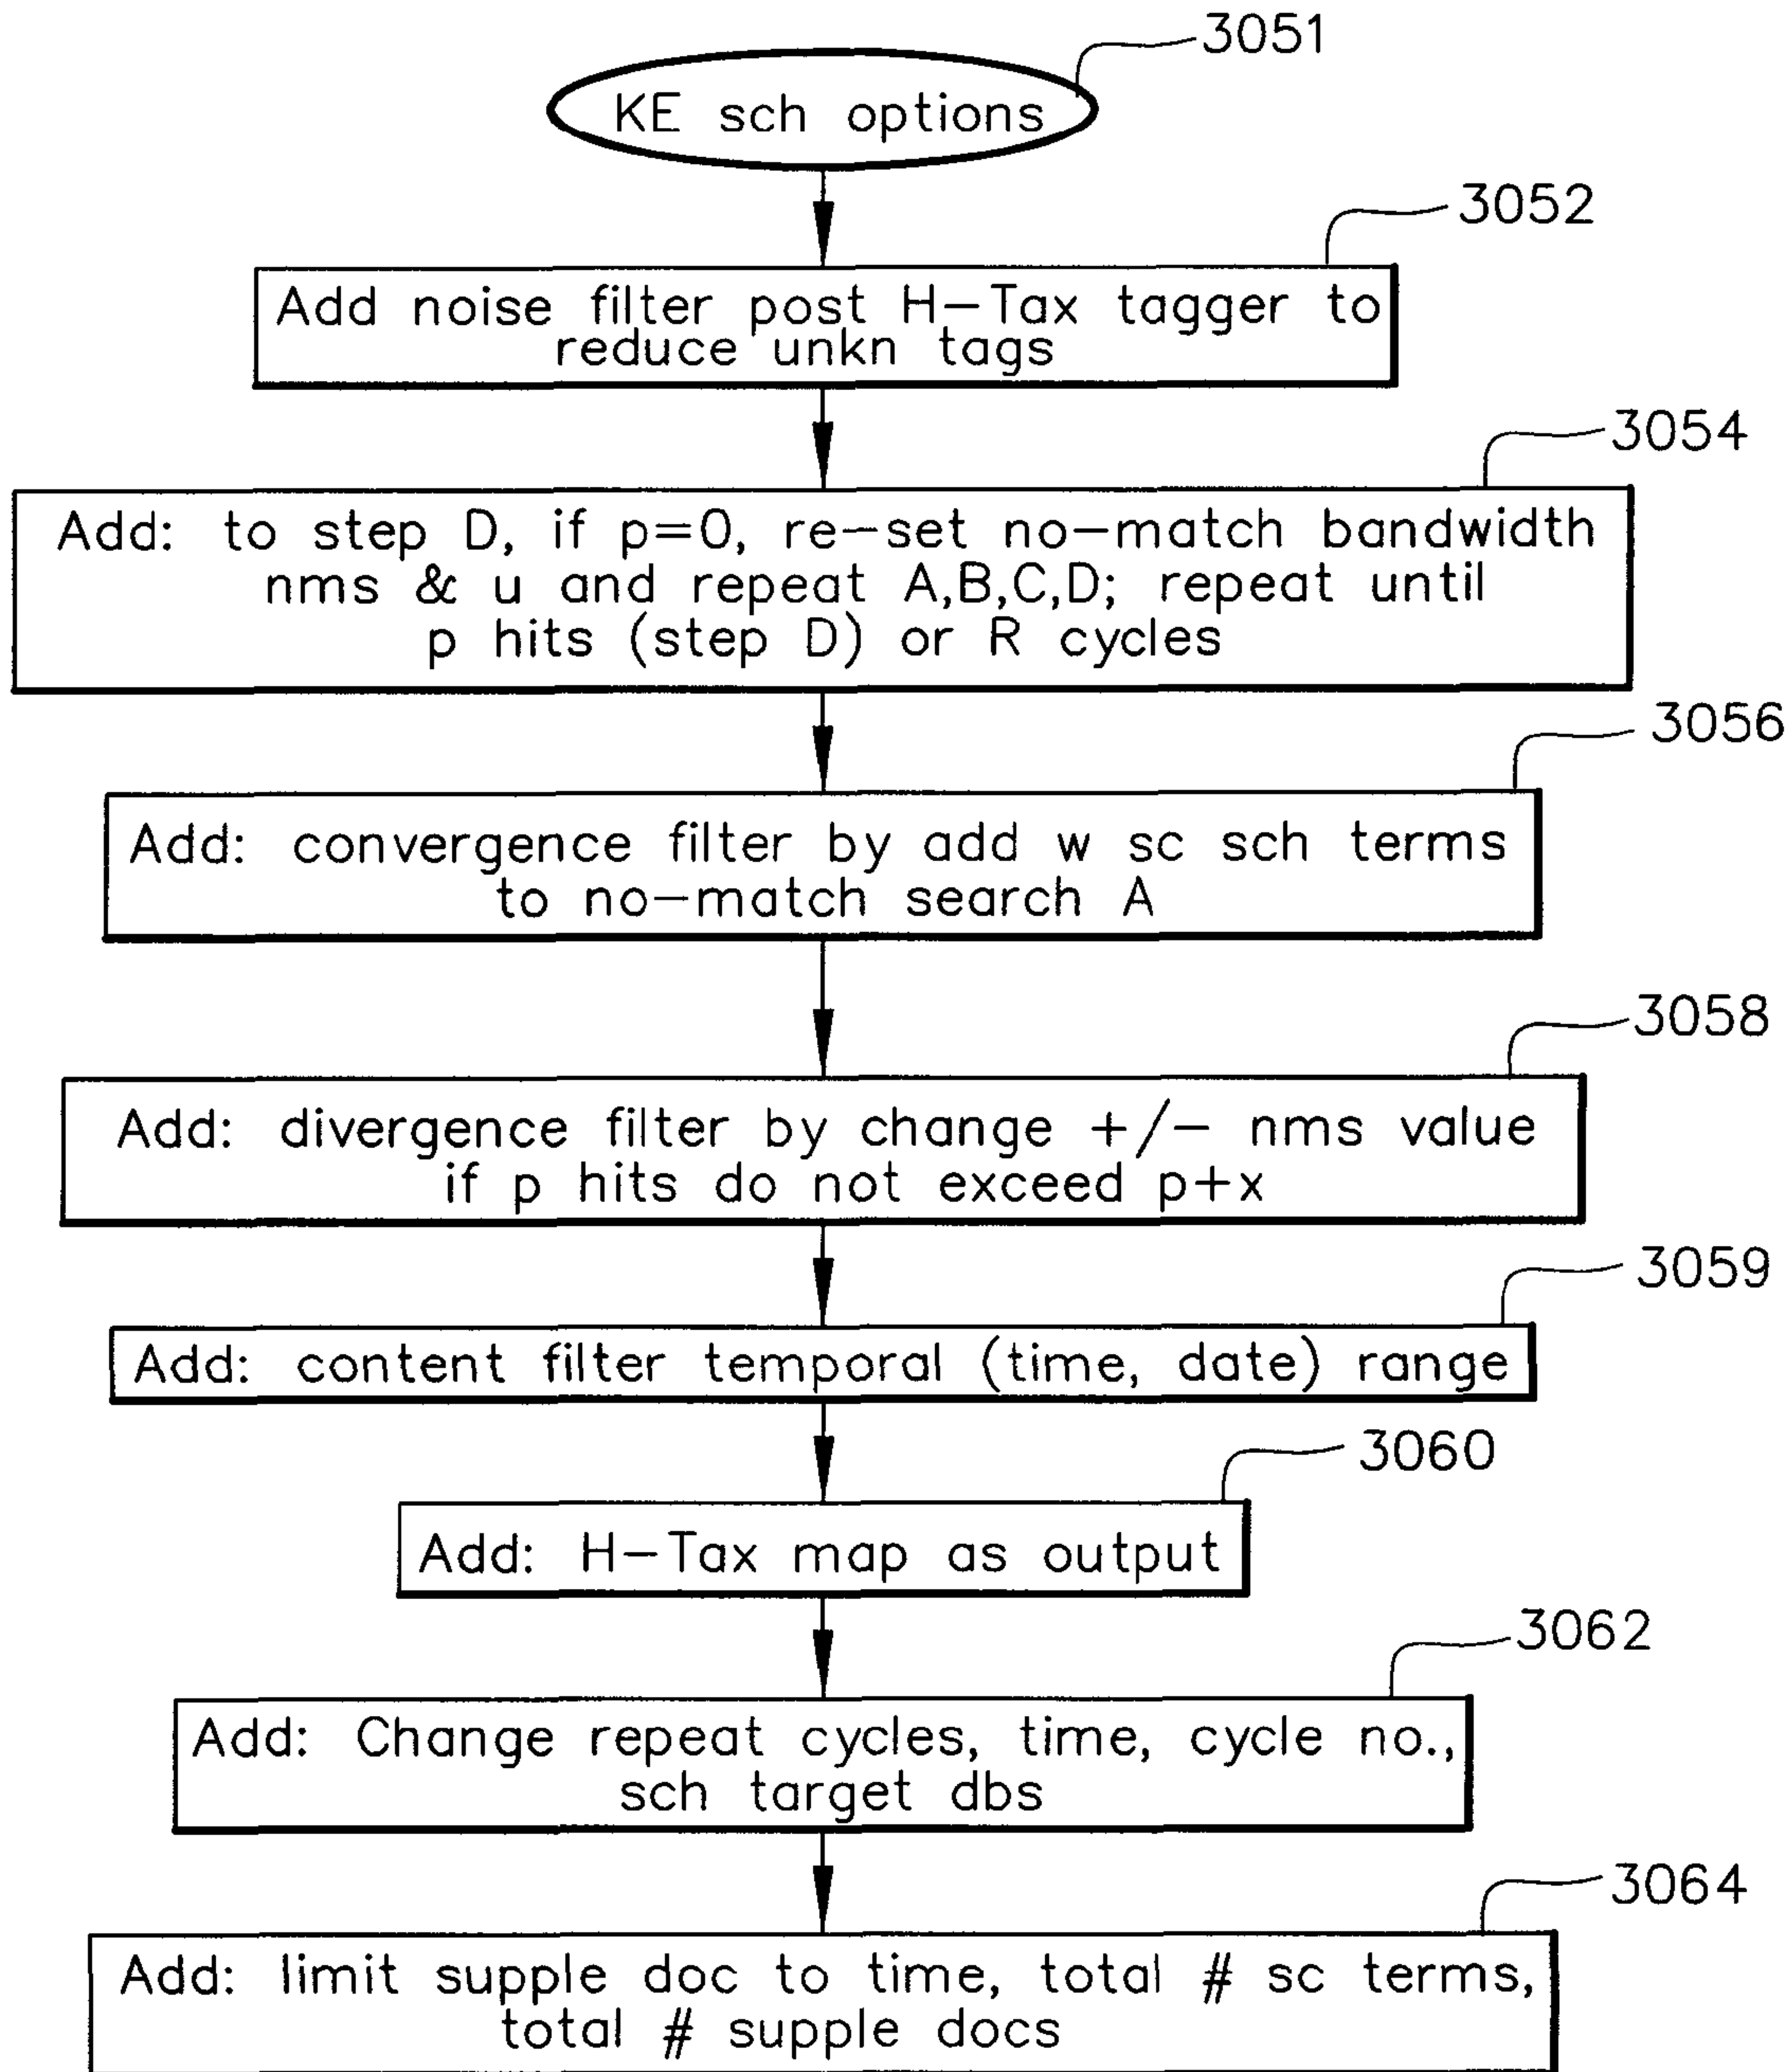 3051
KE sch options
3052
Add noise filter post H-Tax tagger to
reduce unkn tags
3054
Add: to step D, if p=0, re-set no-match bandwidth
nms & u and repeat A,B,C,D; repeat until
p hits (step D) or R cycles
3056
Add: convergence filter by add w sc sch terms
to no-match search A
3058
Add: divergence filter by change +/- nms value
if p hits do not exceed p+x
3059
Add: content filter temporal (time, date) range
3060
Add: H-Tax map as output
3062
Add: Change repeat cycles, time, cycle no.,
sch target dbs
3064
Add: limit supple doc to time, total # sc terms,
total # supple docs